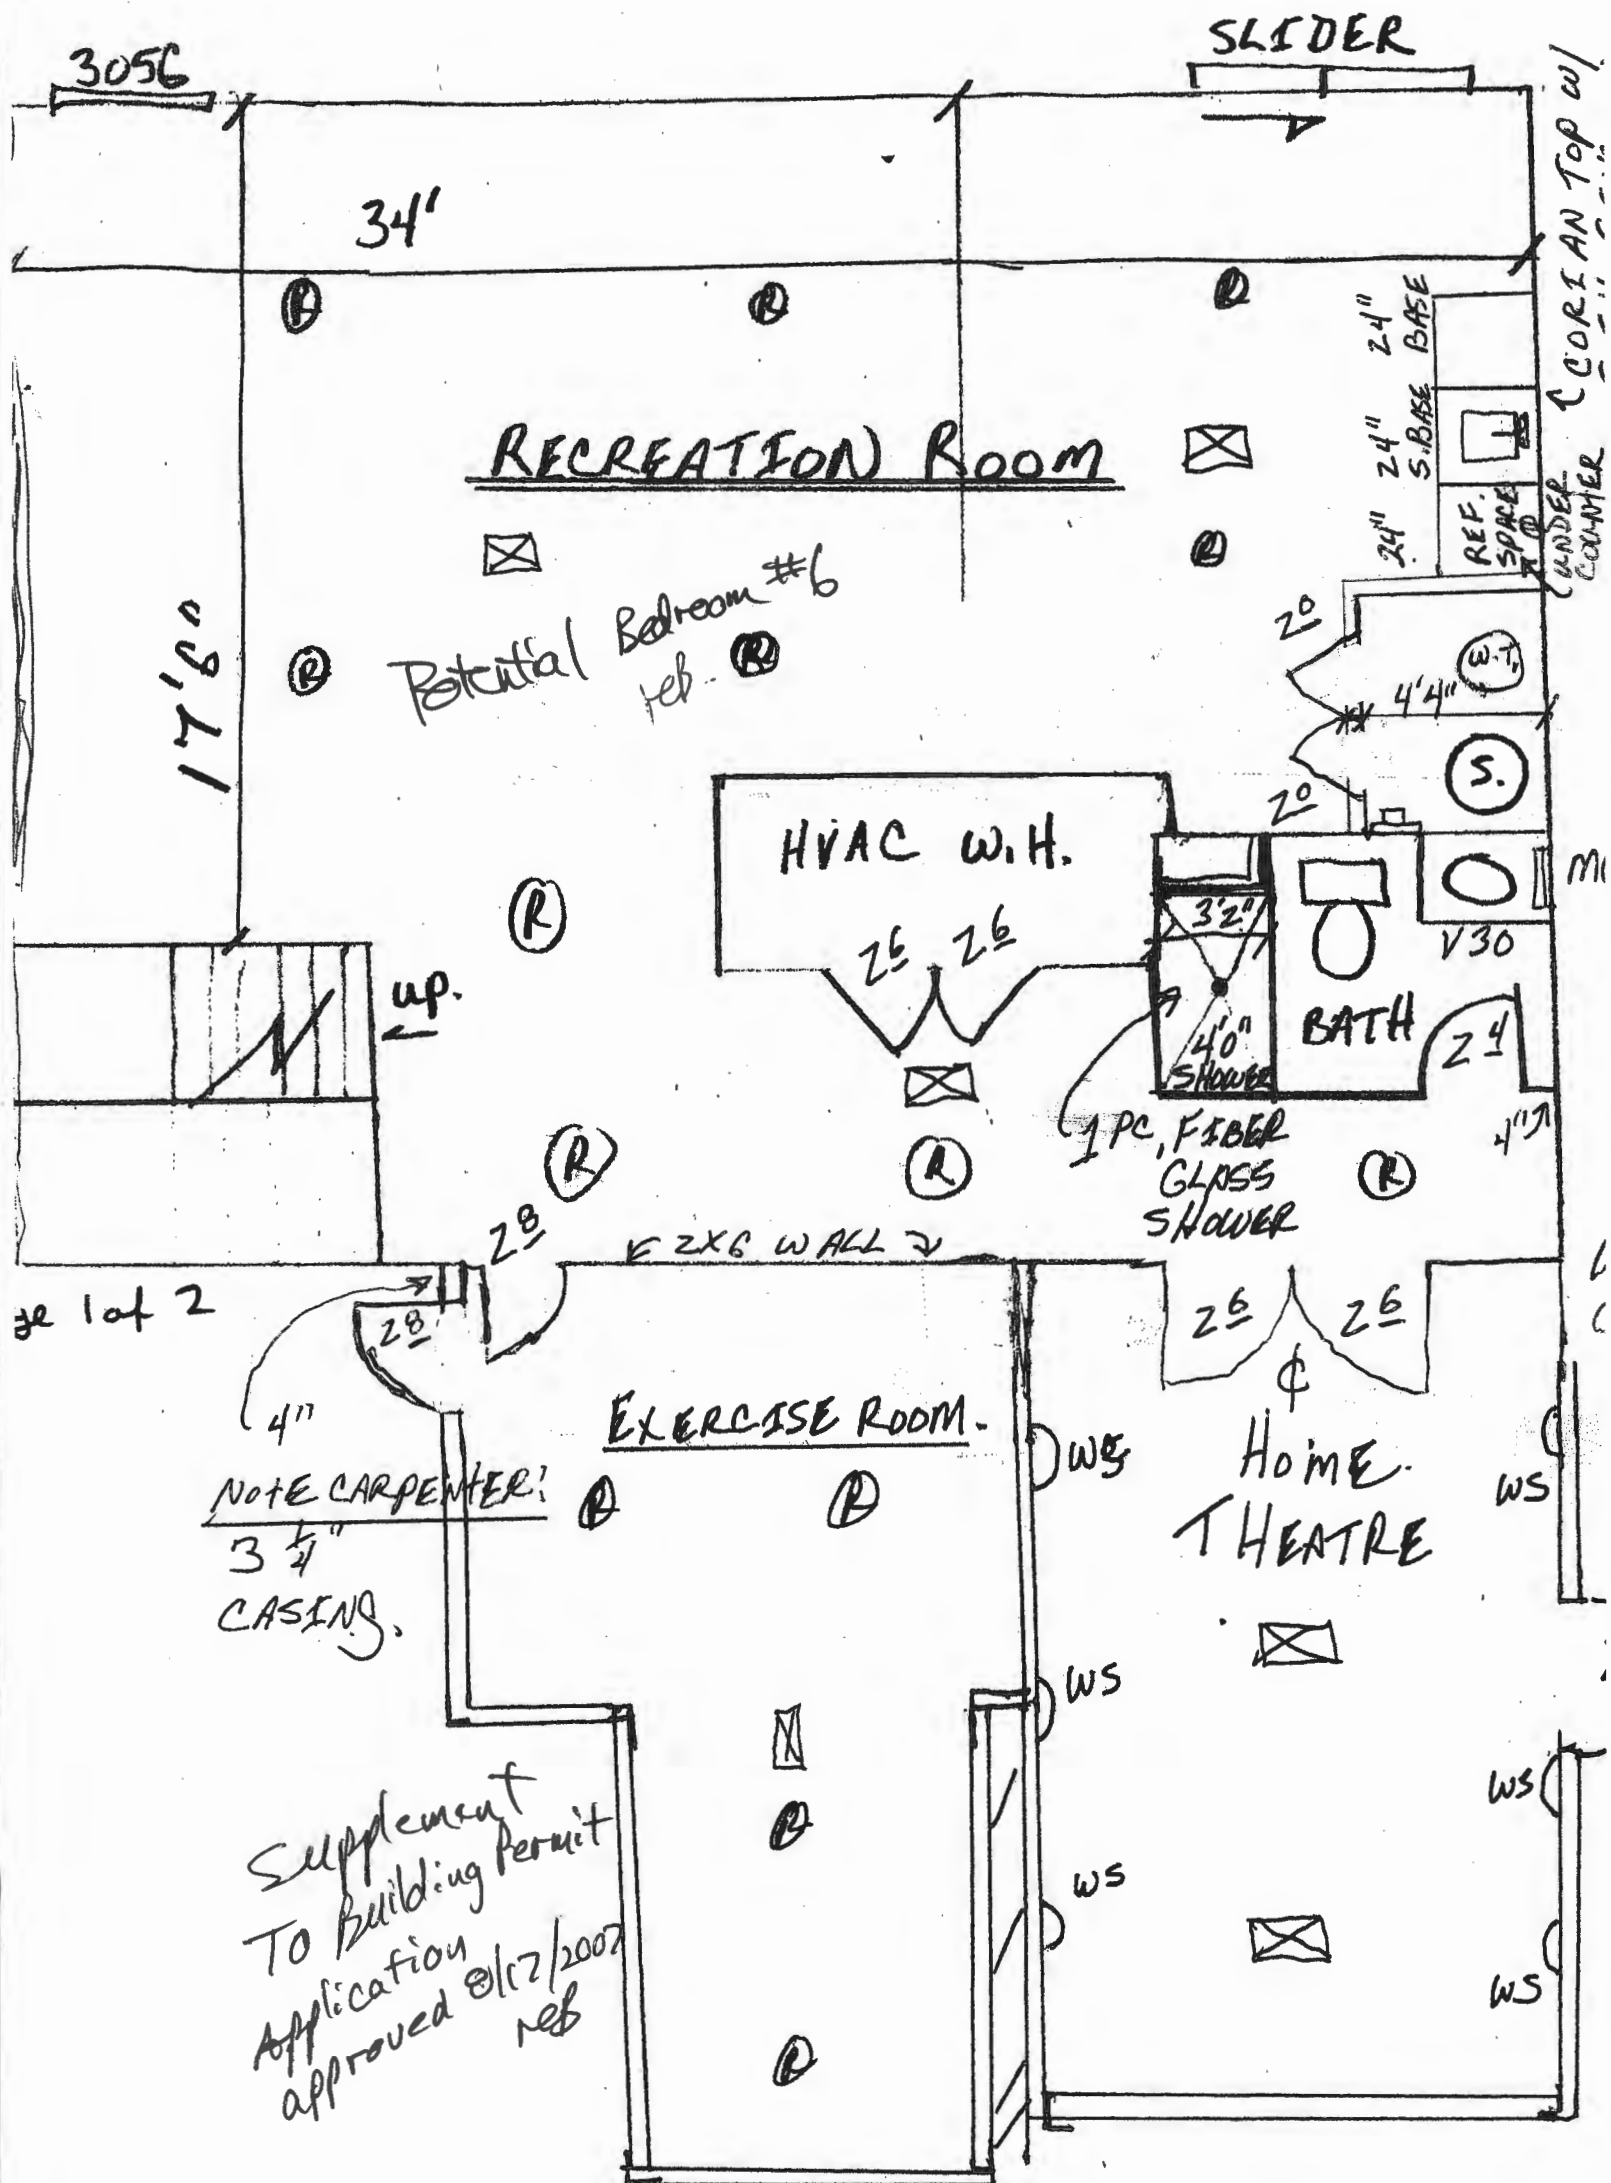 SLIDER
3056
CORIAN TOP W/
34'
R
R
R
24" BASE
24" S.BASE
24"
REF. SPACE
UNDER COUNTER
RECREATION ROOM
R
Potential Bedroom #6
reb.
R
R
17'6"
2⁰
W.T.
4'4"
S.
2⁰
HVAC W.H.
2⁶ 2⁶
R
3'2"
V30
up.
BATH
4'0"
SHOWER
2⁴
4"
1 PC, FIBER
GLASS
SHOWER
R
R
R
2⁸
2X6 WALL
1 of 2
2⁸
2⁶ 2⁶
¢
4"
EXERCISE ROOM.
WS
HOME.
THEATRE
WS
NOTE CARPENTER!
3 1/4"
CASING.
R
R
WS
WS
Supplement
To Building Permit
Application
approved 8/17/2007
reb
R
WS
WS
R